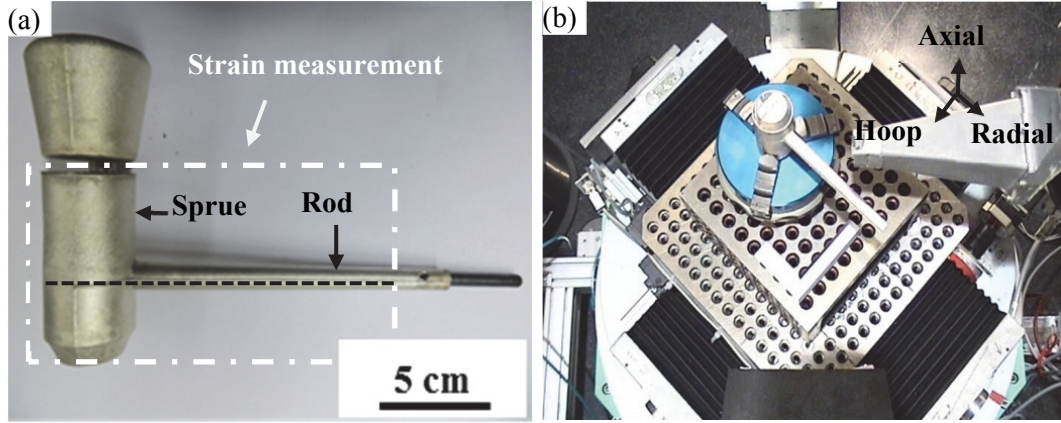 (a)
Strain measurement
Sprue
Rod
5 cm
(b)
Axial
Hoop
Radial